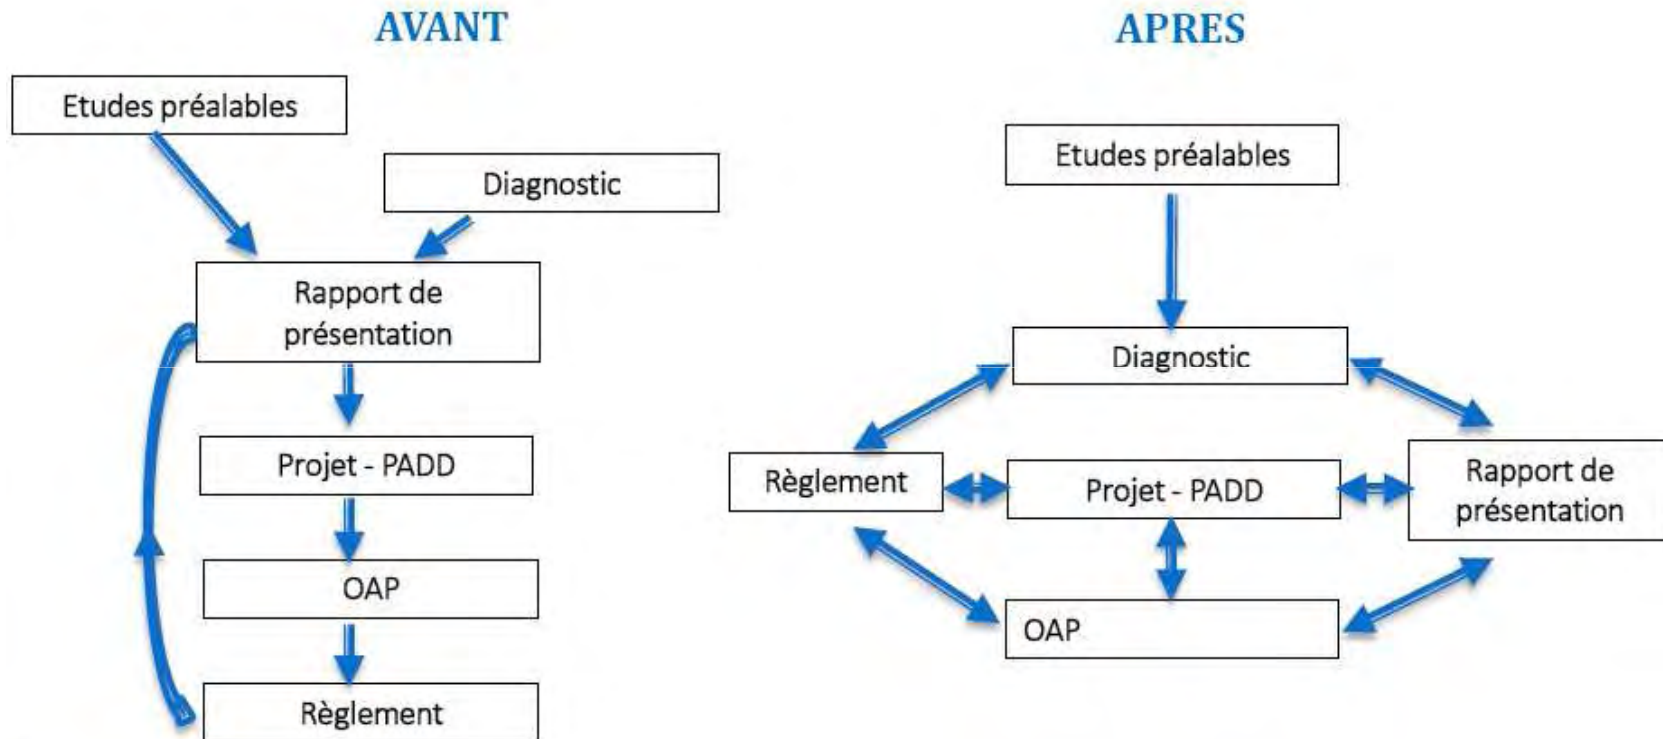 AVANT
Etudes préalables
Diagnostic
Rapport de
présentation
Projet - PADD
OAP
Règlement
APRES
Etudes préalables
Diagnostic
Règlement
Projet - PADD
Rapport de
présentation
OAP